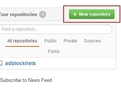 Your repositories
New repository
Find a repository...
All repositories Public Private Sources
Forks
adblocklists
Subscribe to News Feed